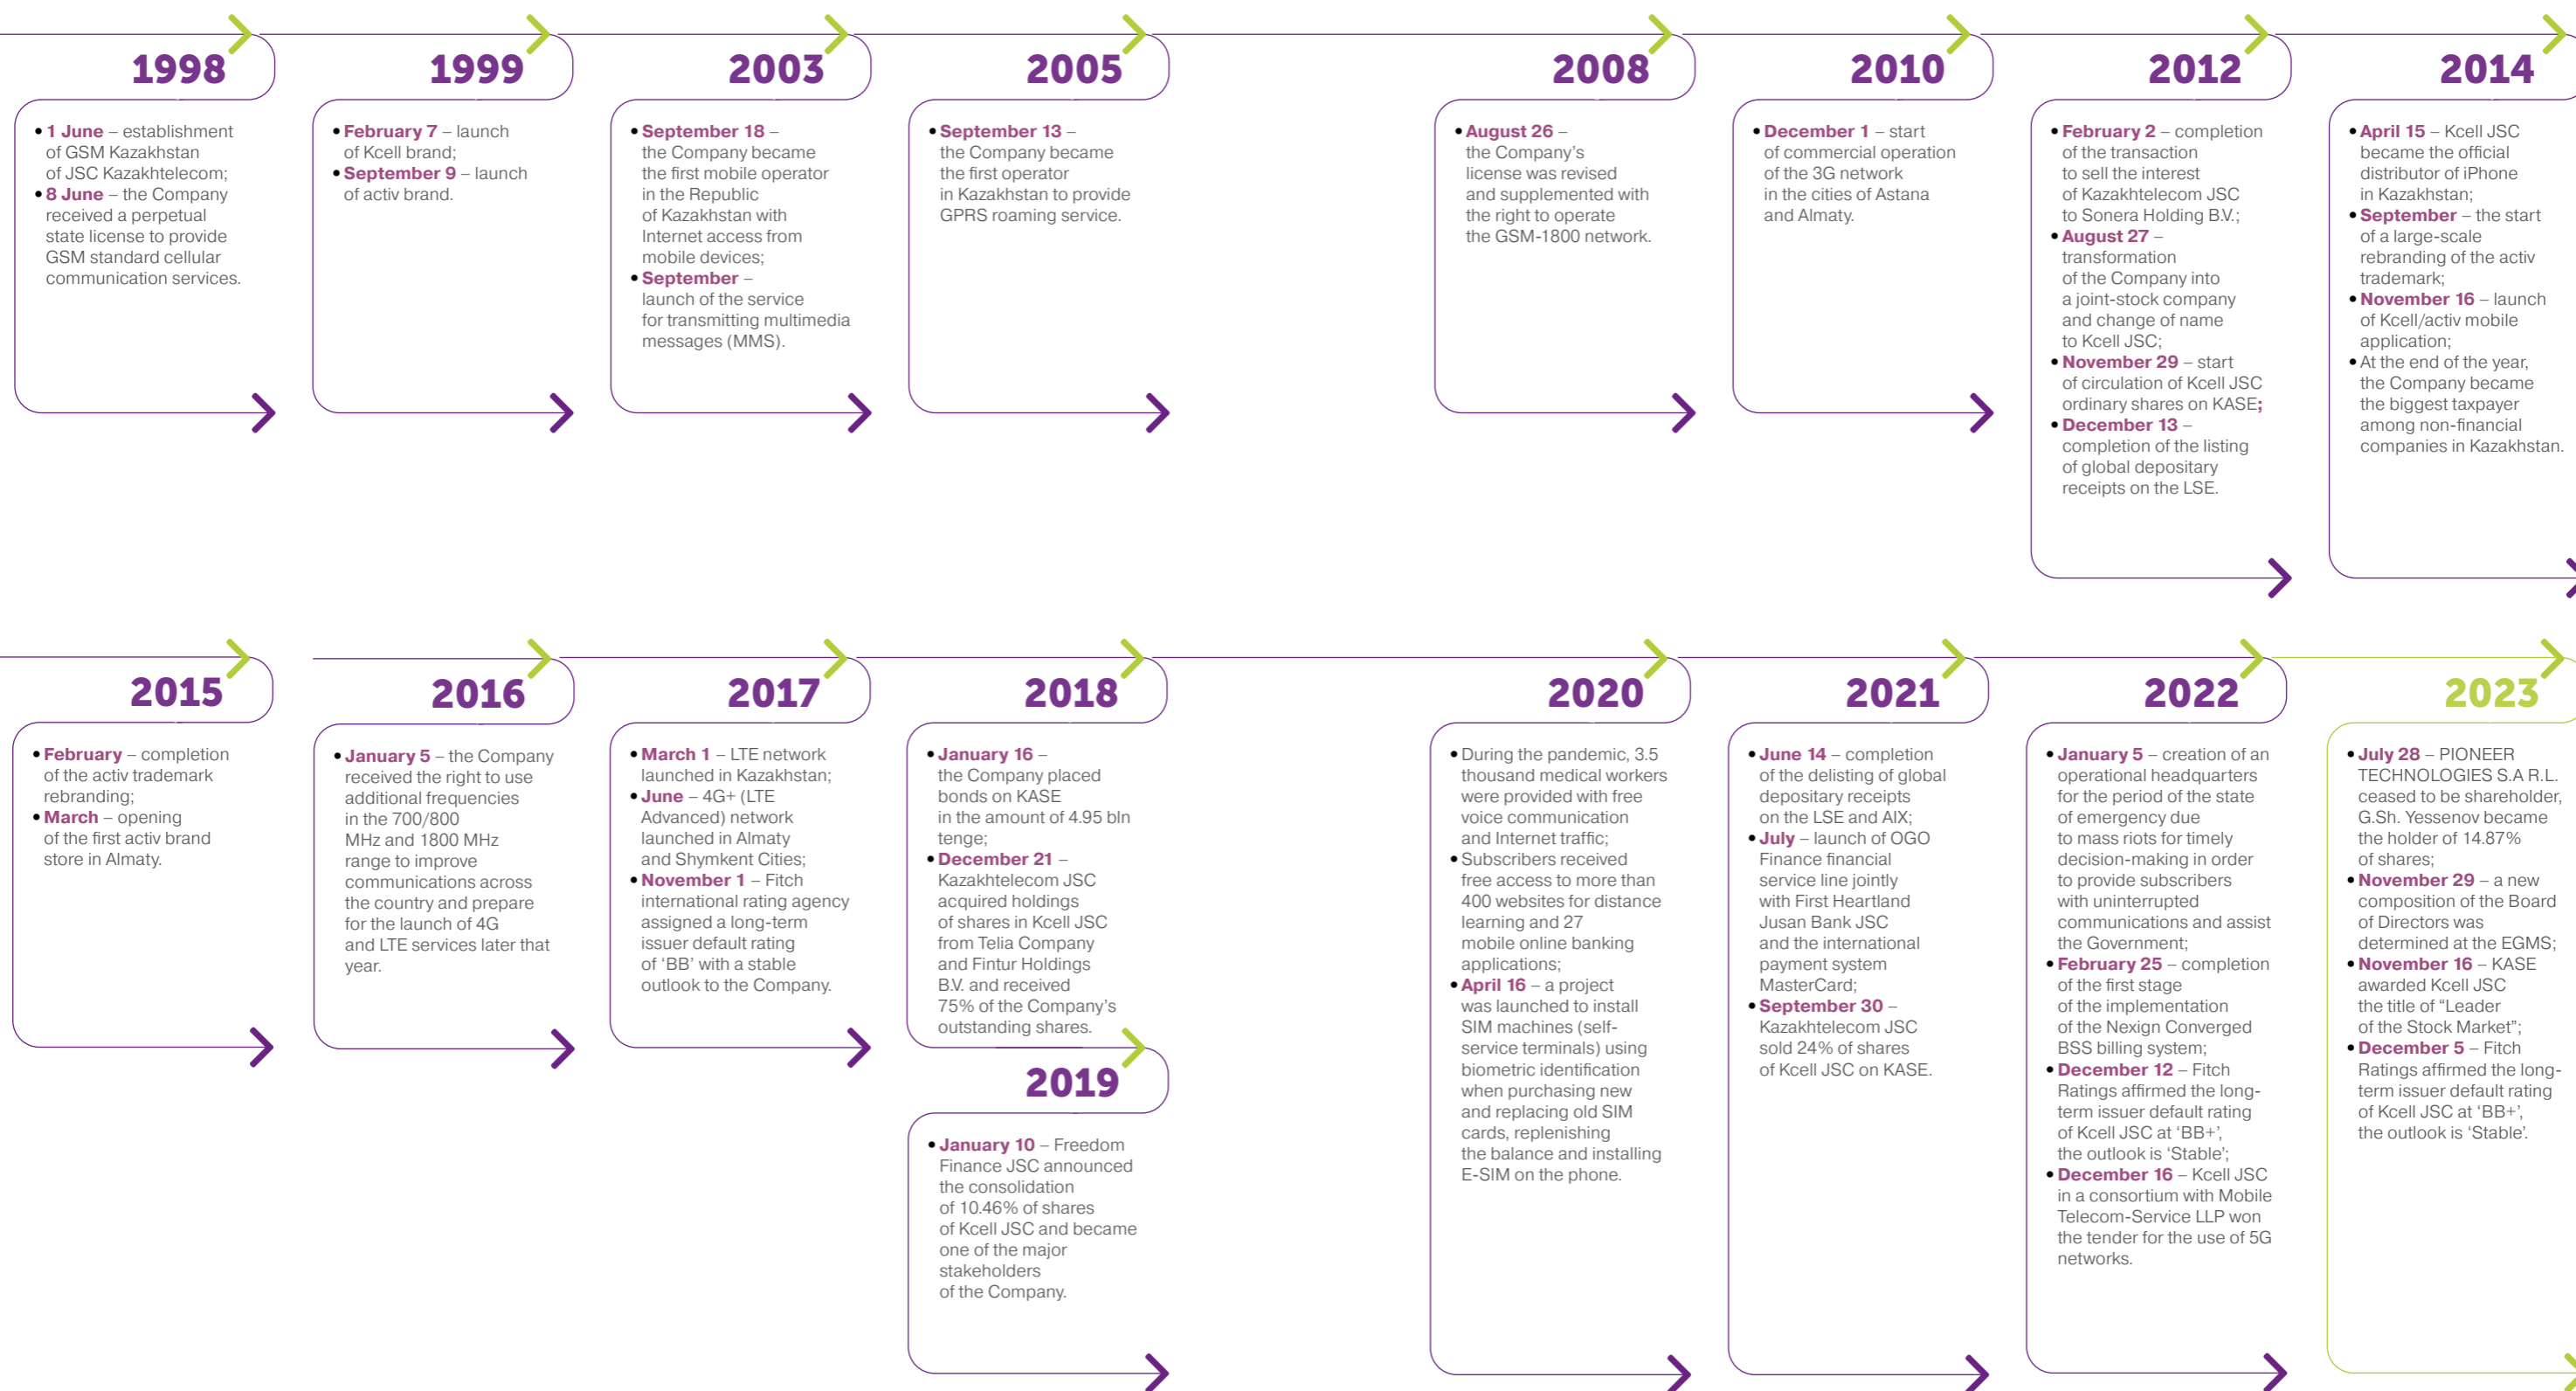 1998
• 1 June – establishment
of GSM Kazakhstan
of JSC Kazakhtelecom;
• 8 June – the Company
received a perpetual
state license to provide
GSM standard cellular
communication services.
1999
• February 7 – launch
of Kcell brand;
• September 9 – launch
of activ brand.
2003
• September 18 –
the Company became
the first mobile operator
in the Republic
of Kazakhstan with
Internet access from
mobile devices;
• September –
launch of the service
for transmitting multimedia
messages (MMS).
2005
• September 13 –
the Company became
the first operator
in Kazakhstan to provide
GPRS roaming service.
2008
• August 26 –
the Company's
license was revised
and supplemented with
the right to operate
the GSM-1800 network.
2010
• December 1 – start
of commercial operation
of the 3G network
in the cities of Astana
and Almaty.
2012
• February 2 – completion
of the transaction
to sell the interest
of Kazakhtelecom JSC
to Sonera Holding B.V.;
• August 27 –
transformation
of the Company into
a joint-stock company
and change of name
to Kcell JSC;
• November 29 – start
of circulation of Kcell JSC
ordinary shares on KASE;
• December 13 –
completion of the listing
of global depositary
receipts on the LSE.
2014
• April 15 – Kcell JSC
became the official
distributor of iPhone
in Kazakhstan;
• September – the start
of a large-scale
rebranding of the activ
trademark;
• November 16 – launch
of Kcell/activ mobile
application;
• At the end of the year,
the Company became
the biggest taxpayer
among non-financial
companies in Kazakhstan.
2015
• February – completion
of the activ trademark
rebranding;
• March – opening
of the first activ brand
store in Almaty.
2016
• January 5 – the Company
received the right to use
additional frequencies
in the 700/800
MHz and 1800 MHz
range to improve
communications across
the country and prepare
for the launch of 4G
and LTE services later that
year.
2017
• March 1 – LTE network
launched in Kazakhstan;
• June – 4G+ (LTE
Advanced) network
launched in Almaty
and Shymkent Cities;
• November 1 – Fitch
international rating agency
assigned a long-term
issuer default rating
of ‘BB’ with a stable
outlook to the Company.
2018
• January 16 –
the Company placed
bonds on KASE
in the amount of 4.95 bln
tenge;
• December 21 –
Kazakhtelecom JSC
acquired holdings
of shares in Kcell JSC
from Telia Company
and Fintur Holdings
B.V. and received
75% of the Company's
outstanding shares.
2019
• January 10 – Freedom
Finance JSC announced
the consolidation
of 10.46% of shares
of Kcell JSC and became
one of the major
stakeholders
of the Company.
2020
• During the pandemic, 3.5
thousand medical workers
were provided with free
voice communication
and Internet traffic;
• Subscribers received
free access to more than
400 websites for distance
learning and 27
mobile online banking
applications;
• April 16 – a project
was launched to install
SIM machines (self-
service terminals) using
biometric identification
when purchasing new
and replacing old SIM
cards, replenishing
the balance and installing
E-SIM on the phone.
2021
• June 14 – completion
of the delisting of global
depositary receipts
on the LSE and AIX;
• July – launch of OGO
Finance financial
service line jointly
with First Heartland
Jusan Bank JSC
and the international
payment system
MasterCard;
• September 30 –
Kazakhtelecom JSC
sold 24% of shares
of Kcell JSC on KASE.
2022
• January 5 – creation of an
operational headquarters
for the period of the state
of emergency due
to mass riots for timely
decision-making in order
to provide subscribers
with uninterrupted
communications and assist
the Government;
• February 25 – completion
of the first stage
of the implementation
of the Nexign Converged
BSS billing system;
• December 12 – Fitch
Ratings affirmed the long-
term issuer default rating
of Kcell JSC at ‘BB+’,
the outlook is ‘Stable’;
• December 16 – Kcell JSC
in a consortium with Mobile
Telecom-Service LLP won
the tender for the use of 5G
networks.
2023
• July 28 – PIONEER
TECHNOLOGIES S.A R.L.
ceased to be shareholder,
G.Sh. Yessenov became
the holder of 14.87%
of shares;
• November 29 – a new
composition of the Board
of Directors was
determined at the EGMS;
• November 16 – KASE
awarded Kcell JSC
the title of “Leader
of the Stock Market”;
• December 5 – Fitch
Ratings affirmed the long-
term issuer default rating
of Kcell JSC at ‘BB+’,
the outlook is ‘Stable’.